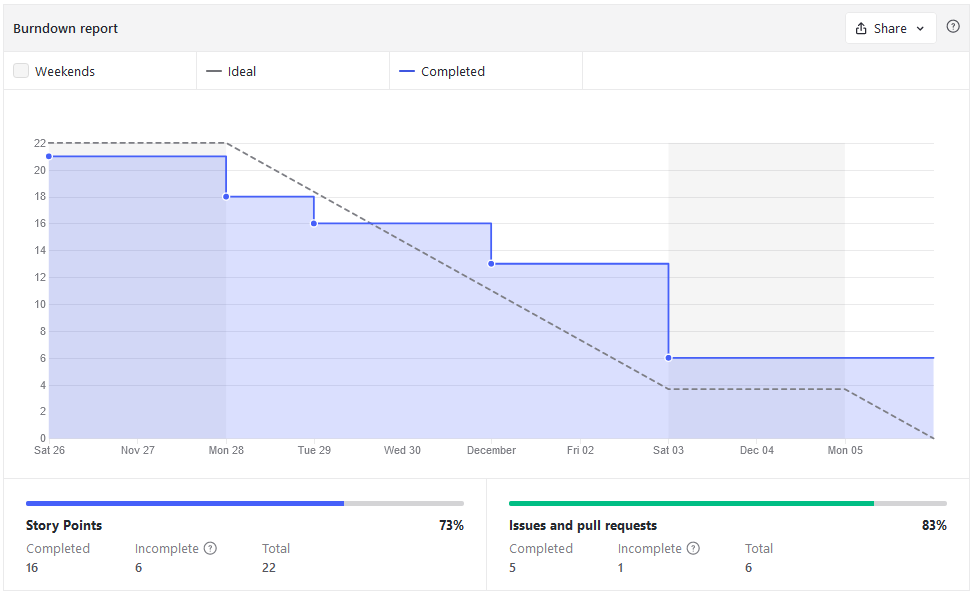 Burndown report
Share
?
Weekends
Ideal
Completed
22
20
18
16
14
12
10
8
6
4
2
0
Sat 26 Nov 27 Mon 28 Tue 29 Wed 30 December Fri 02 Sat 03 Dec 04 Mon 05
Story Points 73%
Completed Incomplete ? Total
16 6 22
Issues and pull requests 83%
Completed Incomplete ? Total
5 1 6